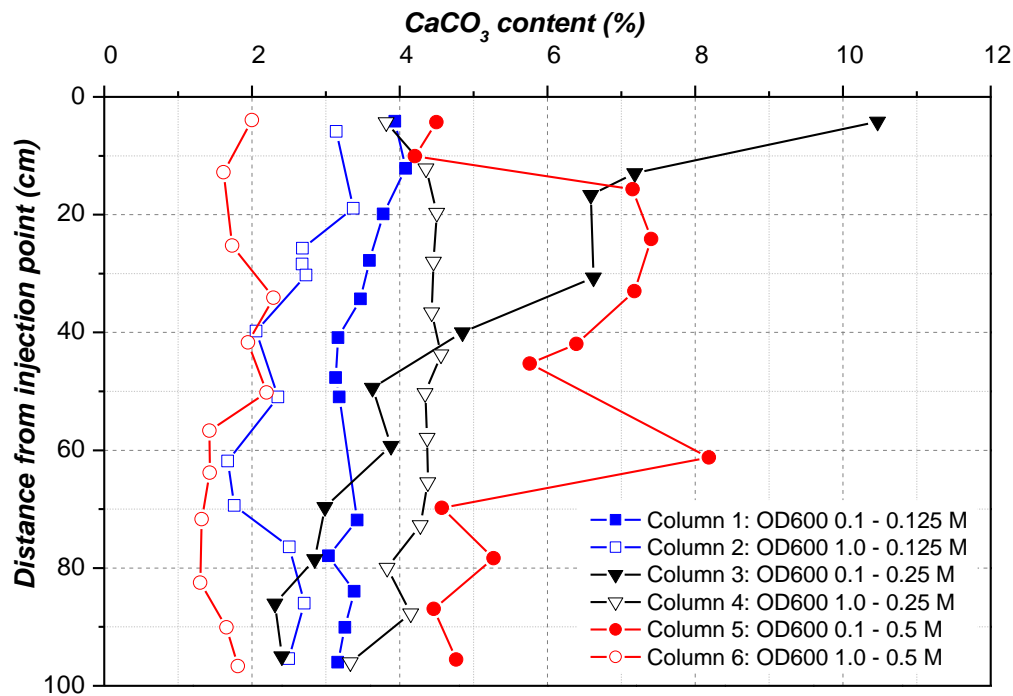 CaCO₃ content (%)
0 2 4 6 8 10 12
Distance from injection point (cm)
0
20
40
60
80
100
Column 1: OD600 0.1 - 0.125 M
Column 2: OD600 1.0 - 0.125 M
Column 3: OD600 0.1 - 0.25 M
Column 4: OD600 1.0 - 0.25 M
Column 5: OD600 0.1 - 0.5 M
Column 6: OD600 1.0 - 0.5 M